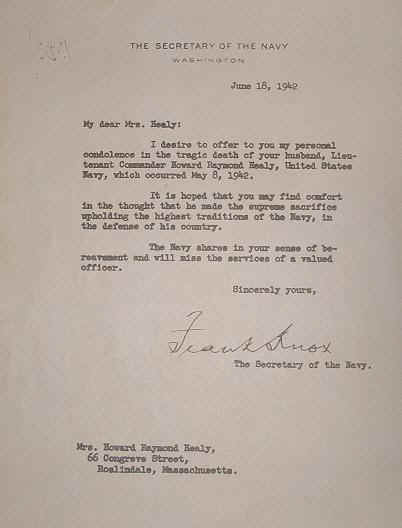 THE SECRETARY OF THE NAVY
WASHINGTON
June 18, 1942
My dear Mrs. Healy:
I desire to offer to you my personal
condolence in the tragic death of your husband, Lieu-
tenant Commander Howard Raymond Healy, United States
Navy, which occurred May 8, 1942.
It is hoped that you may find comfort
in the thought that he made the supreme sacrifice
upholding the highest traditions of the Navy, in
the defense of his country.
The Navy shares in your sense of be-
reavement and will miss the services of a valued
officer.
Sincerely yours,
Frank Knox
The Secretary of the Navy.
Mrs. Howard Raymond Healy,
66 Congreve Street,
Roslindale, Massachusetts.